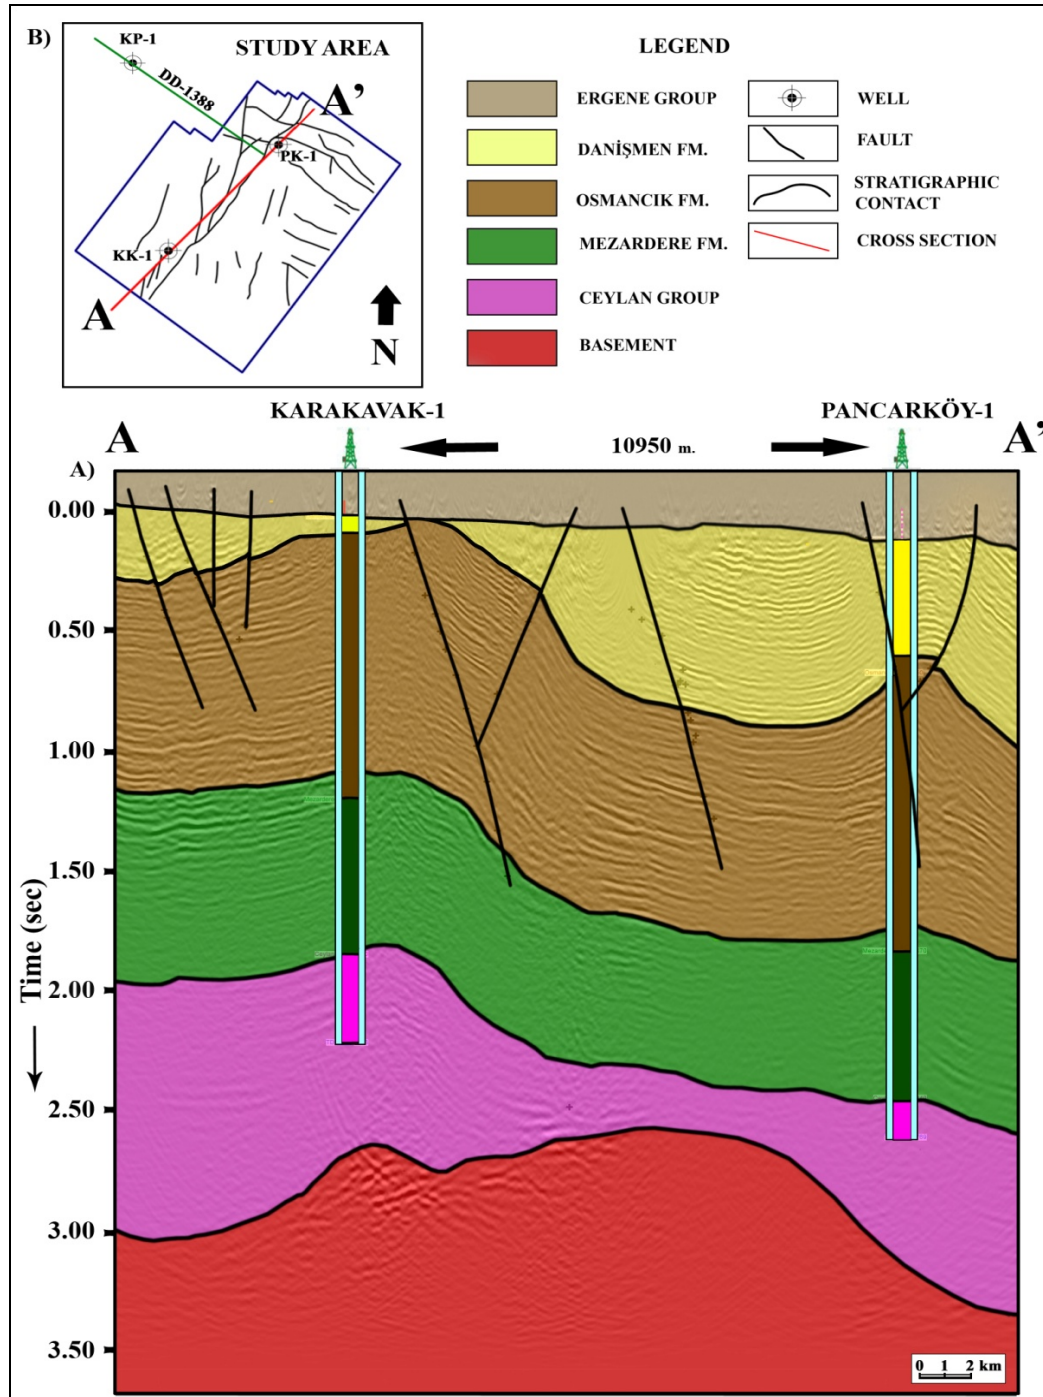 B)
KP-1
STUDY AREA
DD-1388
A’
PK-1
KK-1
A
N
LEGEND
ERGENE GROUP
DANİŞMEN FM.
OSMANCIK FM.
MEZARDERE FM.
CEYLAN GROUP
BASEMENT
WELL
FAULT
STRATIGRAPHIC
CONTACT
CROSS SECTION
KARAKAVAK-1
PANCARKÖY-1
A
10950 m.
A’
A)
0.00
0.50
1.00
1.50
2.00
2.50
3.00
3.50
Time (sec)
0 1 2 km